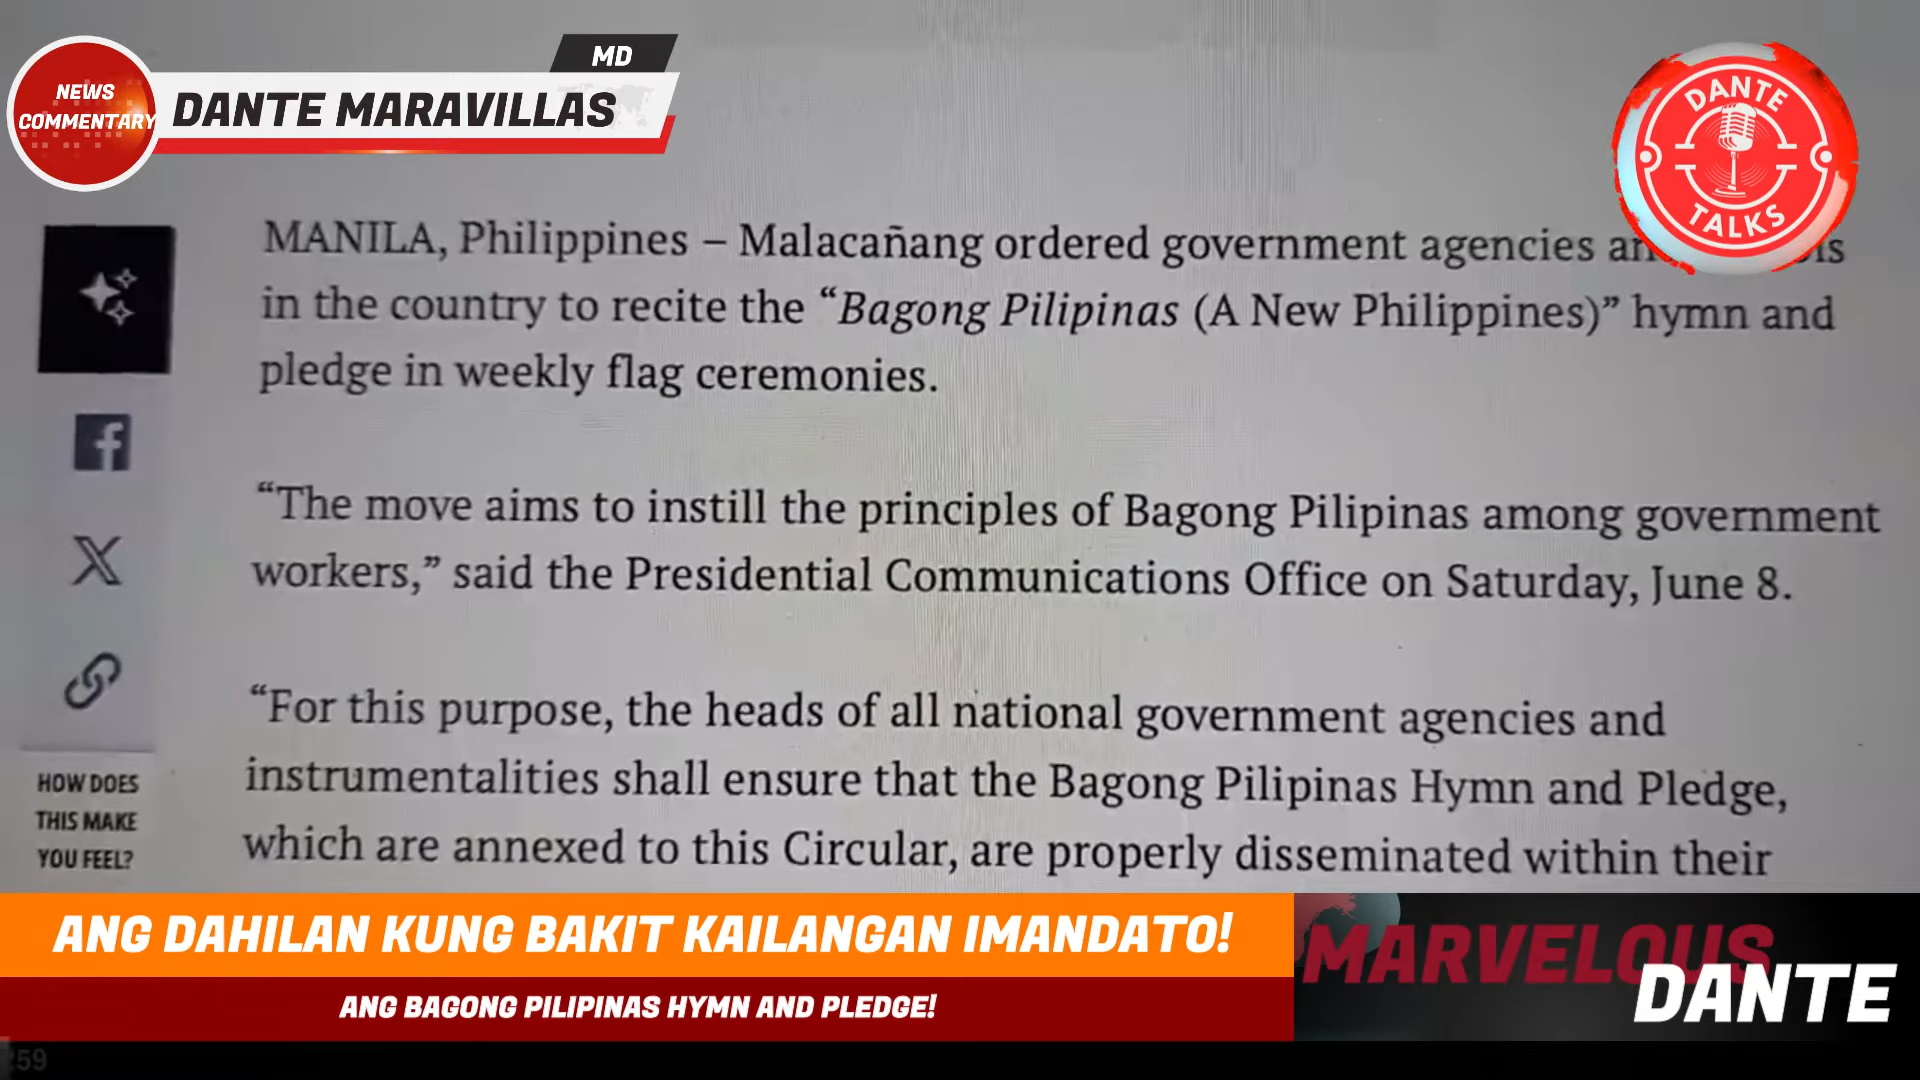 MD
NEWS
COMMENTARY
DANTE MARAVILLAS
DANTE
TALKS
MANILA, Philippines – Malacañang ordered government agencies
in the country to recite the “Bagong Pilipinas (A New Philippines)” hymn and
pledge in weekly flag ceremonies.
“The move aims to instill the principles of Bagong Pilipinas among government
workers,” said the Presidential Communications Office on Saturday, June 8.
“For this purpose, the heads of all national government agencies and
instrumentalities shall ensure that the Bagong Pilipinas Hymn and Pledge,
which are annexed to this Circular, are properly disseminated within their
HOW DOES
THIS MAKE
YOU FEEL?
ANG DAHILAN KUNG BAKIT KAILANGAN IMANDATO!
ANG BAGONG PILIPINAS HYMN AND PLEDGE!
MARVELOUS
DANTE
:59